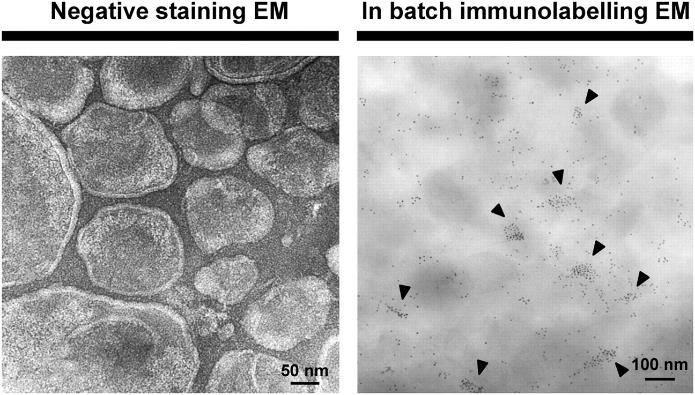 Negative staining EM
In batch immunolabelling EM
50 nm
100 nm